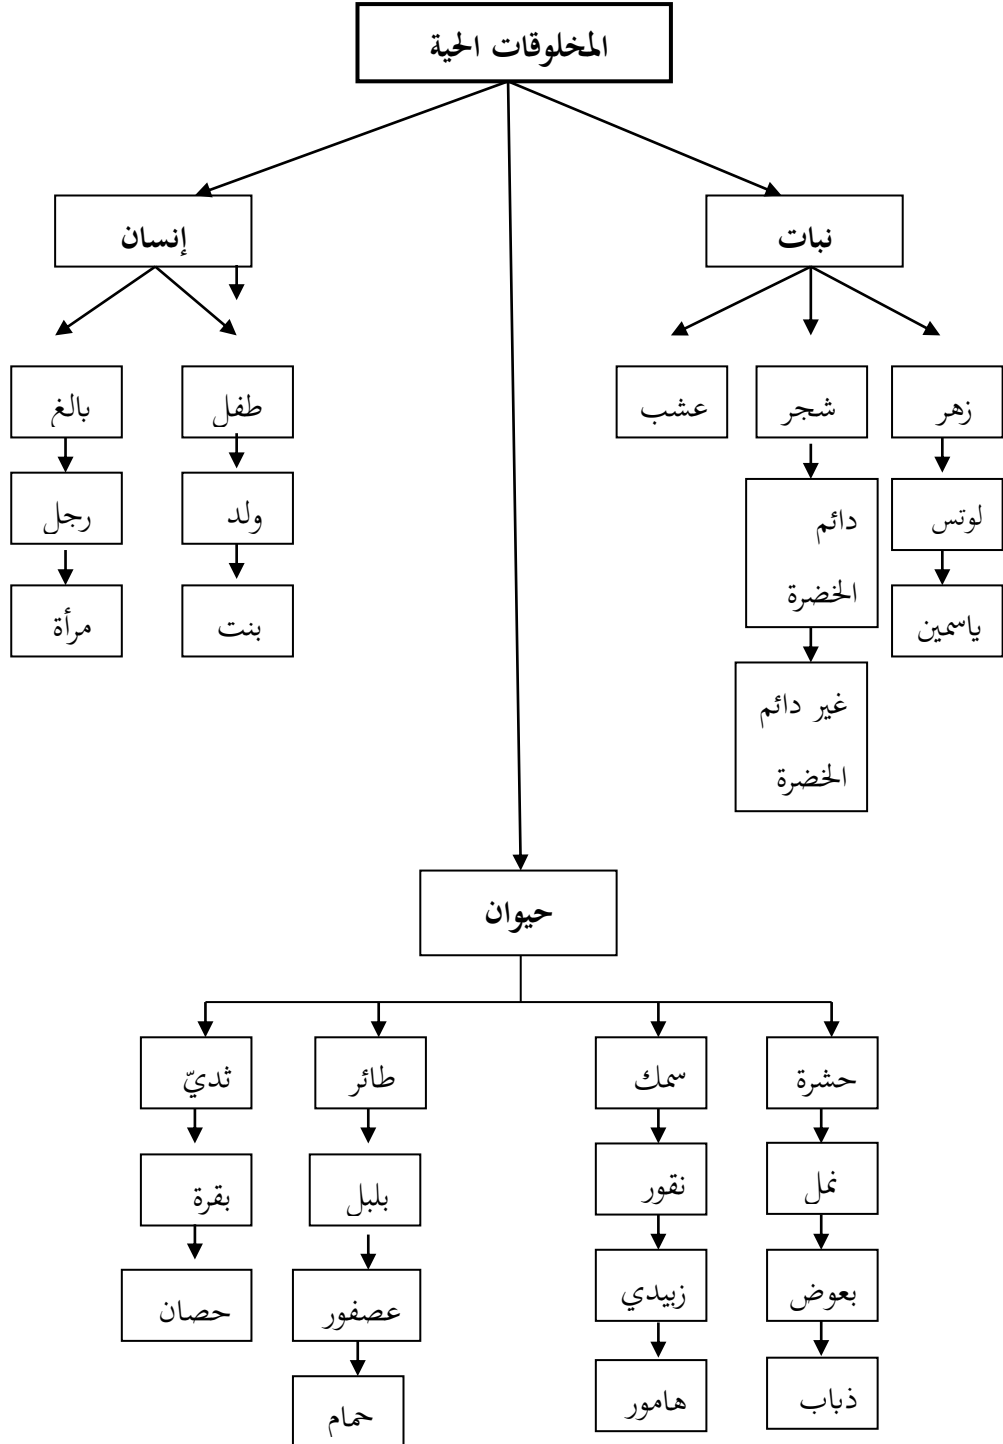 المخلوقات الحية
نبات
إنسان
زهر
شجر
عشب
طفل
بالغ
لوتس
دائم
الخضرة
ولد
رجل
ياسمين
غير دائم
الخضرة
بنت
مرأة
حيوان
حشرة
سمك
طائر
ثديّ
نمل
نقور
بلبل
بقرة
بعوض
زبيدي
عصفور
حصان
ذباب
هامور
حمام